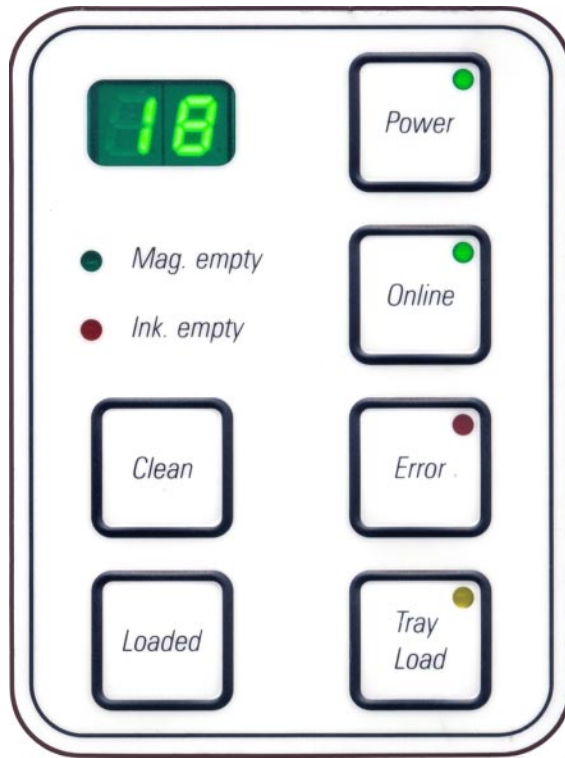 18
Power
Mag. empty
Online
Ink. empty
Clean
Error
Loaded
Tray
Load